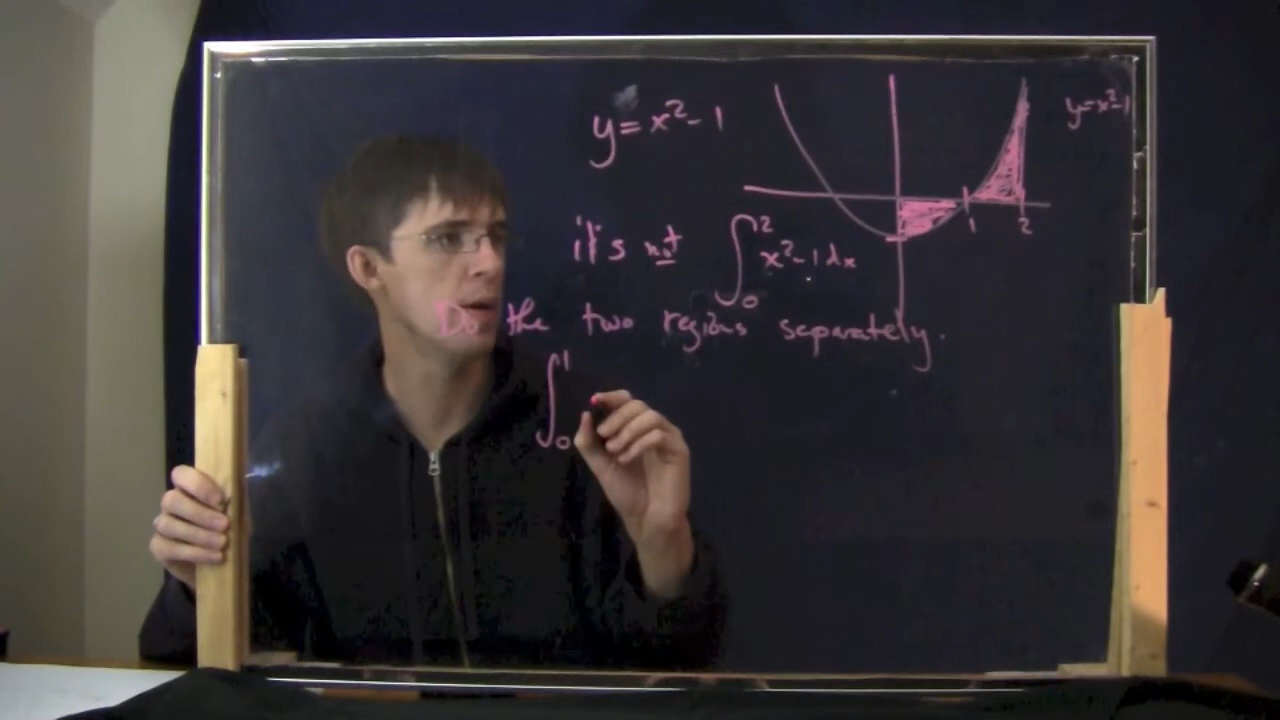 y = x² - 1
y = x² - 1
1 2
it's not ∫₀² x² - 1 dx
Do the two regions separately.
∫₀¹